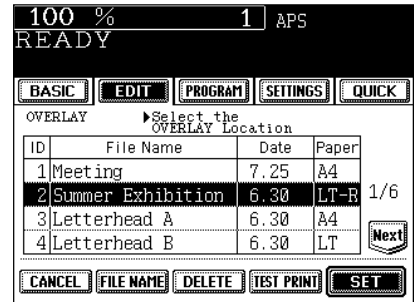 100 % 1 APS
READY
BASIC EDIT PROGRAM SETTINGS QUICK
OVERLAY ▶Select the
OVERLAY Location
ID File Name Date Paper
1 Meeting 7.25 A4
2 Summer Exhibition 6.30 LT-R 1/6
3 Letterhead A 6.30 A4
4 Letterhead B 6.30 LT Next
CANCEL FILE NAME DELETE TEST PRINT SET